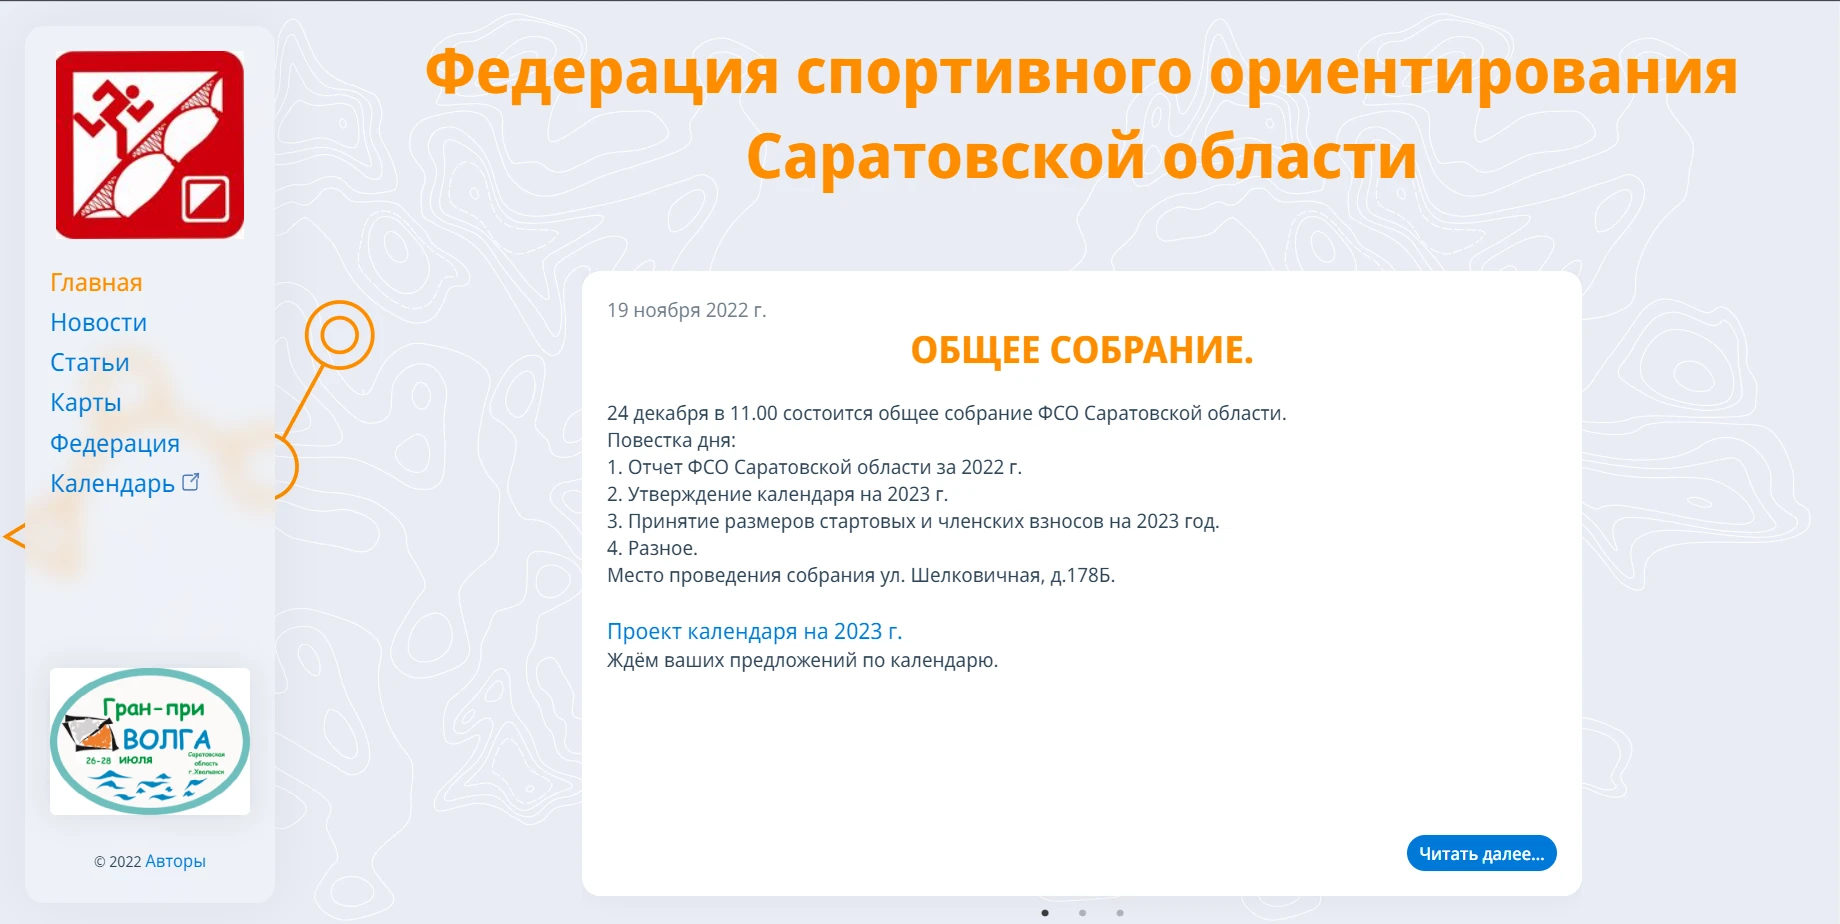 Федерация спортивного ориентирования
Саратовской области
Главная
Новости
Статьи
Карты
Федерация
Календарь
Гран-при
ВОЛГА
26-28 ИЮЛЯ
Саратовская
область
г.Хвалынск
© 2022 Авторы
19 ноября 2022 г.
ОБЩЕЕ СОБРАНИЕ.
24 декабря в 11.00 состоится общее собрание ФСО Саратовской области.
Повестка дня:
1. Отчет ФСО Саратовской области за 2022 г.
2. Утверждение календаря на 2023 г.
3. Принятие размеров стартовых и членских взносов на 2023 год.
4. Разное.
Место проведения собрания ул. Шелковичная, д.178Б.
Проект календаря на 2023 г.
Ждём ваших предложений по календарю.
Читать далее...